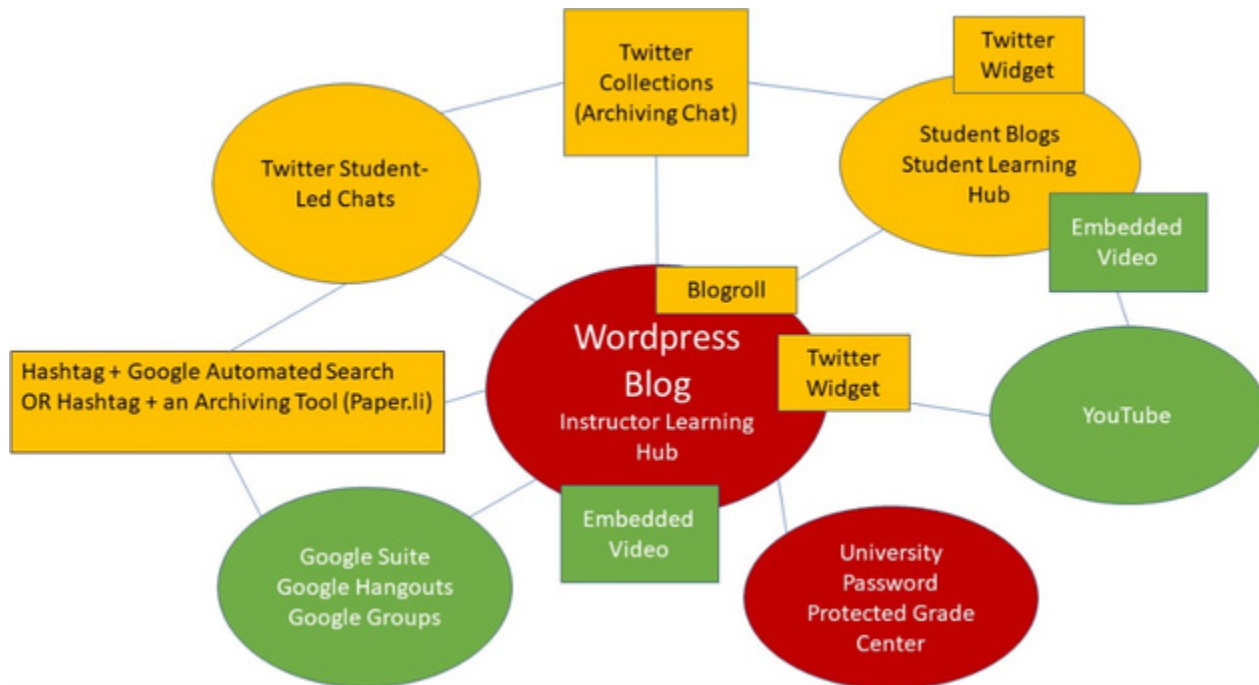 Twitter
Collections
(Archiving Chat)
Twitter
Widget
Student Blogs
Student Learning
Hub
Twitter Student-
Led Chats
Embedded
Video
Blogroll
Wordpress
Blog
Instructor Learning
Hub
Twitter
Widget
Hashtag + Google Automated Search
OR Hashtag + an Archiving Tool (Paper.li)
YouTube
Embedded
Video
Google Suite
Google Hangouts
Google Groups
University
Password
Protected Grade
Center